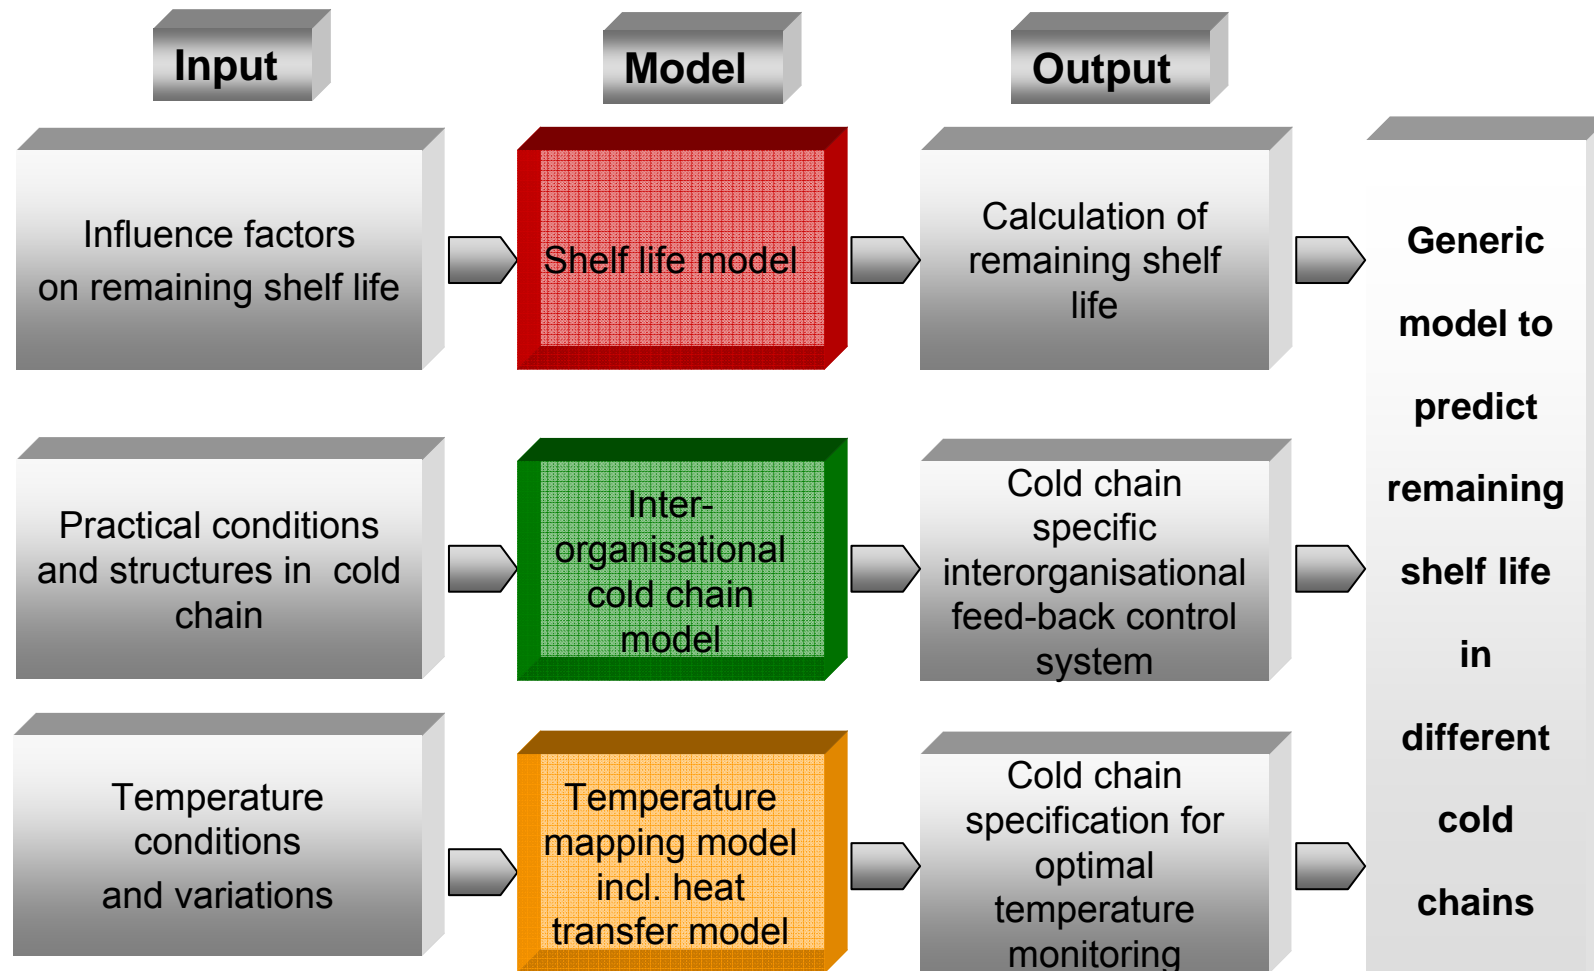 Input
Model
Output
Influence factors
on remaining shelf life
Shelf life model
Calculation of
remaining shelf
life
Practical conditions
and structures in cold
chain
Inter-
organisational
cold chain
model
Cold chain
specific
interorganisational
feed-back control
system
Temperature
conditions
and variations
Temperature
mapping model
incl. heat
transfer model
Cold chain
specification for
optimal
temperature
monitoring
Generic
model to
predict
remaining
shelf life
in
different
cold
chains